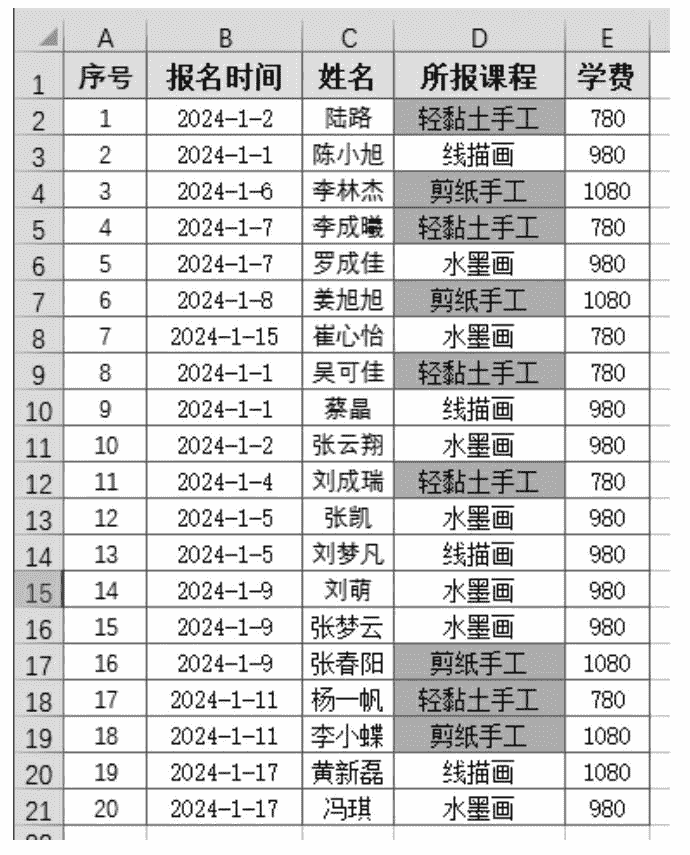 A B C D E
1 序号 报名时间 姓名 所报课程 学费
2 1 2024-1-2 陆路 轻黏土手工 780
3 2 2024-1-1 陈小旭 线描画 980
4 3 2024-1-6 李林杰 剪纸手工 1080
5 4 2024-1-7 李成曦 轻黏土手工 780
6 5 2024-1-7 罗成佳 水墨画 980
7 6 2024-1-8 姜旭旭 剪纸手工 1080
8 7 2024-1-15 崔心怡 水墨画 780
9 8 2024-1-1 吴可佳 轻黏土手工 780
10 9 2024-1-1 蔡晶 线描画 980
11 10 2024-1-2 张云翔 水墨画 980
12 11 2024-1-4 刘成瑞 轻黏土手工 780
13 12 2024-1-5 张凯 水墨画 980
14 13 2024-1-5 刘梦凡 线描画 980
15 14 2024-1-9 刘萌 水墨画 980
16 15 2024-1-9 张梦云 水墨画 980
17 16 2024-1-9 张春阳 剪纸手工 1080
18 17 2024-1-11 杨一帆 轻黏土手工 780
19 18 2024-1-11 李小蝶 剪纸手工 1080
20 19 2024-1-17 黄新磊 线描画 1080
21 20 2024-1-17 冯琪 水墨画 980